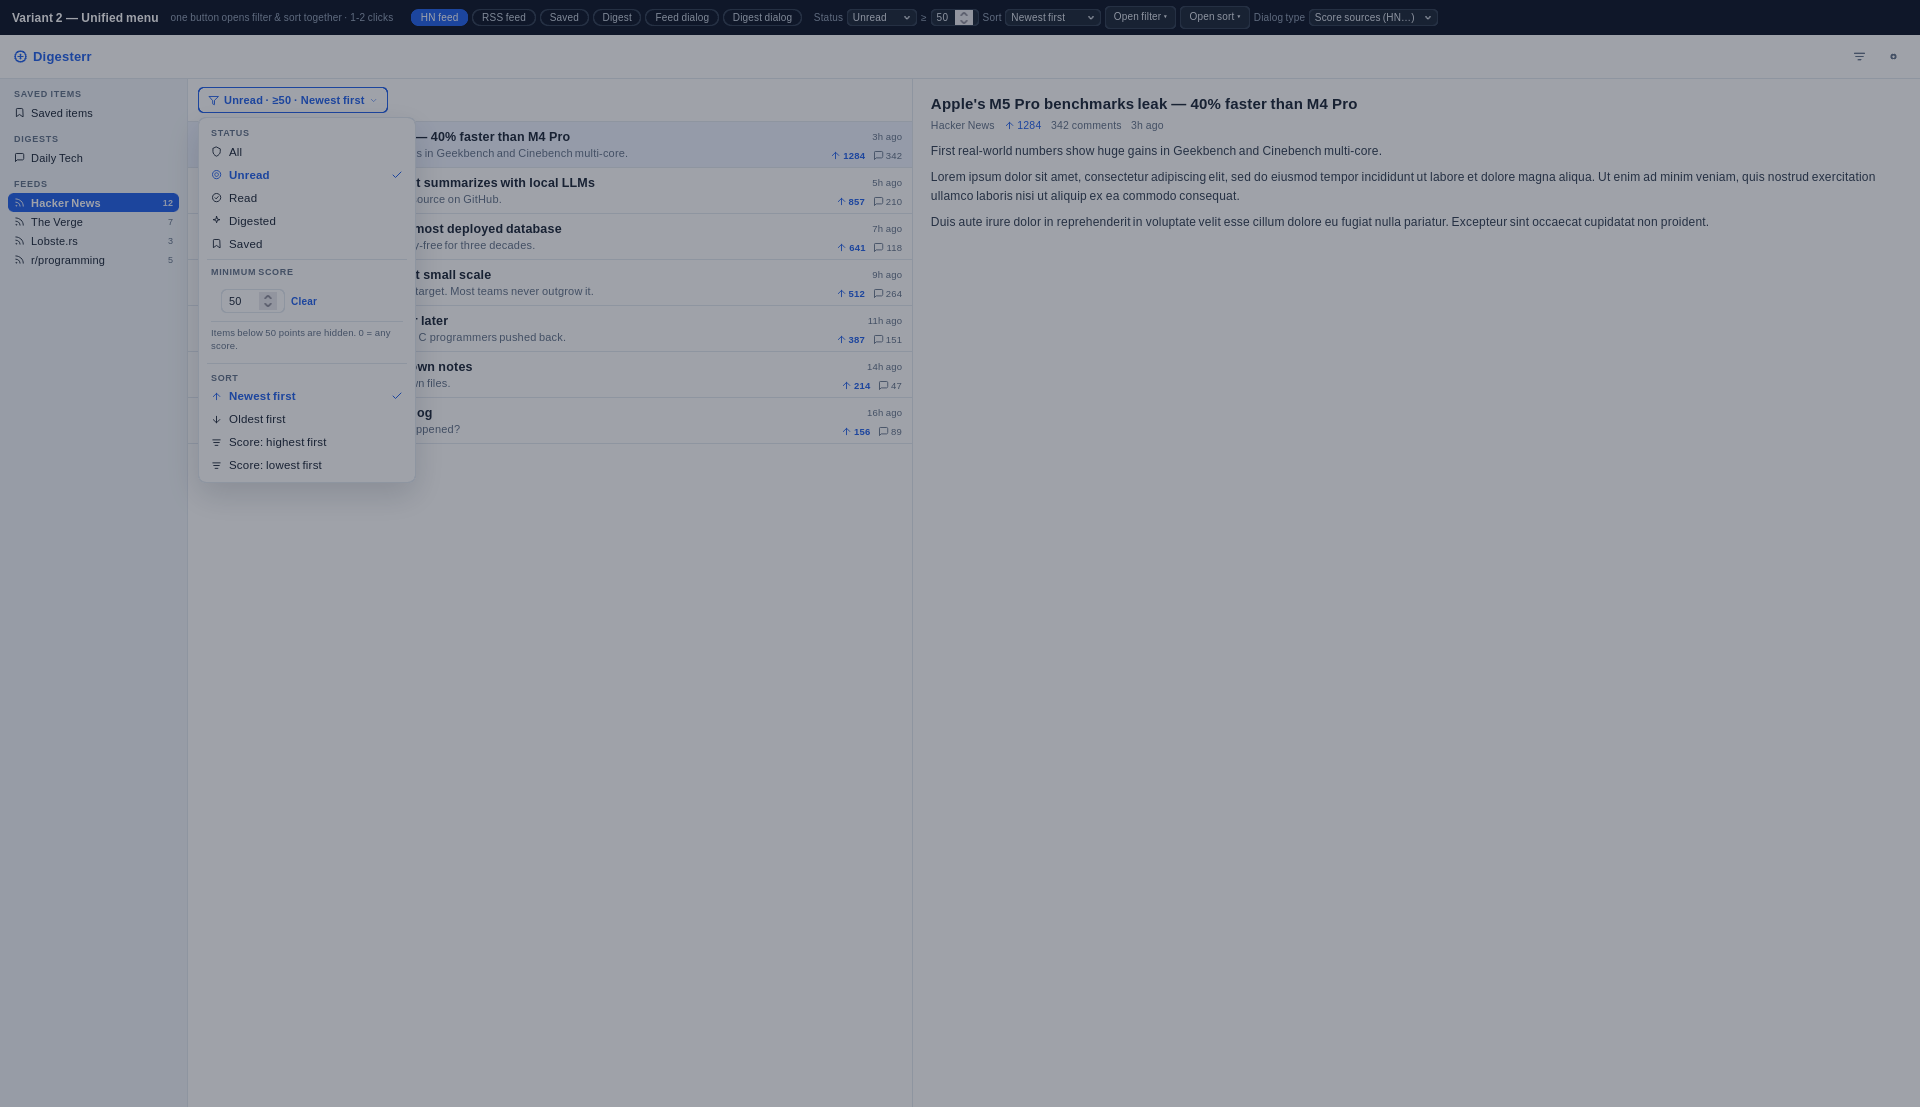 Variant 2 — Unified menu one button opens filter & sort together · 1-2 clicks HN feed RSS feed Saved Digest Feed dialog Digest dialog Status Unread ≥ 50 Sort Newest first Open filter Open sort Dialog type Score sources (HN…)
Digesterr
SAVED ITEMS
Saved items
DIGESTS
Daily Tech
FEEDS
Hacker News 12
The Verge 7
Lobste.rs 3
r/programming 5
Unread · ≥50 · Newest first
STATUS
All
Unread
Read
Digested
Saved
MINIMUM SCORE
50 Clear
Items below 50 points are hidden. 0 = any
score.
SORT
Newest first
Oldest first
Score: highest first
Score: lowest first
— 40% faster than M4 Pro 3h ago
s in Geekbench and Cinebench multi-core. 1284 342
t summarizes with local LLMs 5h ago
ource on GitHub. 857 210
most deployed database 7h ago
y-free for three decades. 641 118
t small scale 9h ago
target. Most teams never outgrow it. 512 264
r later 11h ago
C programmers pushed back. 387 151
own notes 14h ago
wn files. 214 47
og 16h ago
ppened? 156 89
Apple's M5 Pro benchmarks leak — 40% faster than M4 Pro
Hacker News 1284 342 comments 3h ago
First real-world numbers show huge gains in Geekbench and Cinebench multi-core.
Lorem ipsum dolor sit amet, consectetur adipiscing elit, sed do eiusmod tempor incididunt ut labore et dolore magna aliqua. Ut enim ad minim veniam, quis nostrud exercitation
ullamco laboris nisi ut aliquip ex ea commodo consequat.
Duis aute irure dolor in reprehenderit in voluptate velit esse cillum dolore eu fugiat nulla pariatur. Excepteur sint occaecat cupidatat non proident.